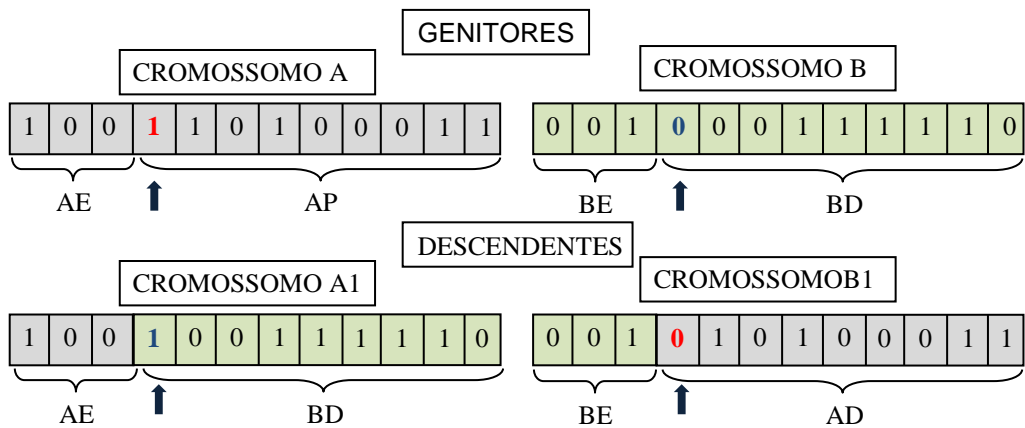 GENITORES
CROMOSSOMO A
CROMOSSOMO B
1 0 0 1 1 0 1 0 0 0 1 1
0 0 1 0 0 0 1 1 1 1 1 0
AE AP
BE BD
DESCENDENTES
CROMOSSOMO A1
CROMOSSOMOB1
1 0 0 1 0 0 1 1 1 1 1 0
0 0 1 0 1 0 1 0 0 0 1 1
AE BD
BE AD